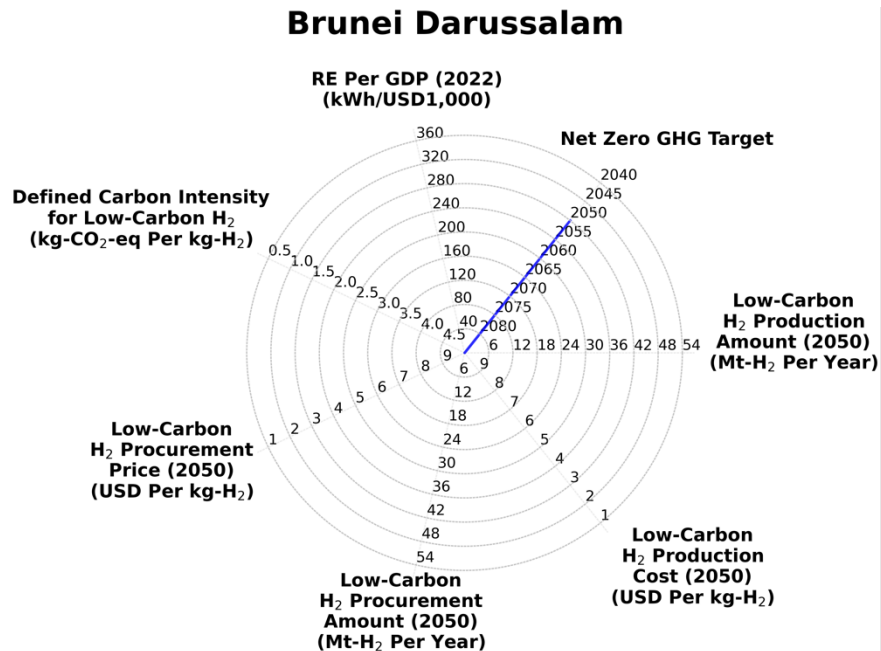 Brunei Darussalam
RE Per GDP (2022)
(kWh/USD1,000)
360
320
280
240
200
160
120
80
40
Net Zero GHG Target
2040
2045
2050
2055
2060
2065
2070
2075
2080
Defined Carbon Intensity
for Low-Carbon H₂
(kg-CO₂-eq Per kg-H₂)
0.5
1.0
1.5
2.0
2.5
3.0
3.5
4.0
4.5
Low-Carbon
H₂ Production
Amount (2050)
(Mt-H₂ Per Year)
6 12 18 24 30 36 42 48 54
Low-Carbon
H₂ Procurement
Price (2050)
(USD Per kg-H₂)
1
2
3
4
5
6
7
8
9
Low-Carbon
H₂ Procurement
Amount (2050)
(Mt-H₂ Per Year)
6
12
18
24
30
36
42
48
54
Low-Carbon
H₂ Production
Cost (2050)
(USD Per kg-H₂)
9
8
7
6
5
4
3
2
1